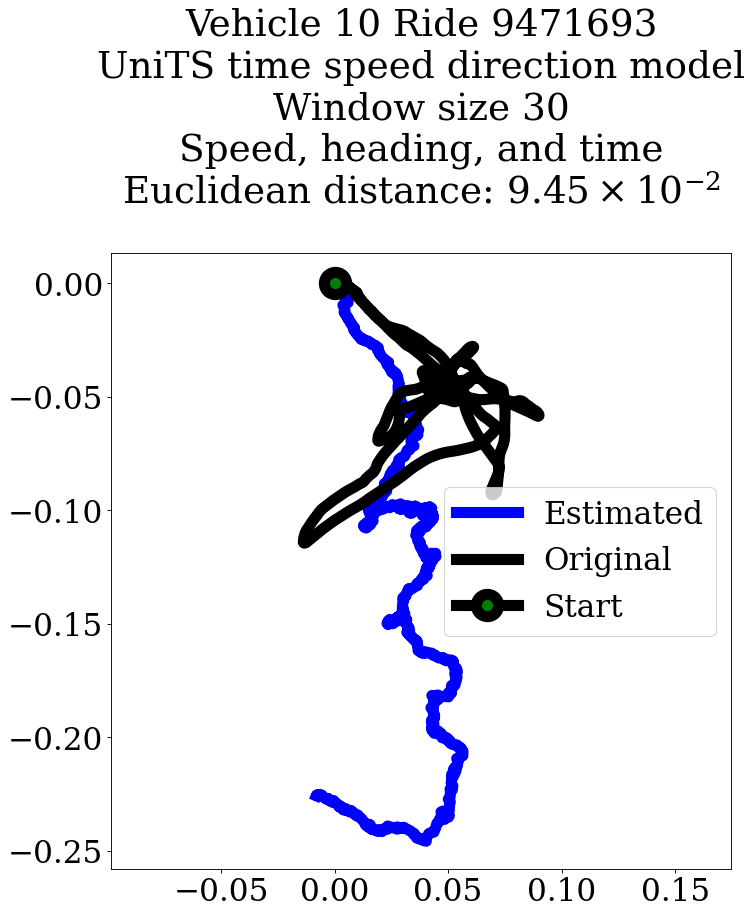 Vehicle 10 Ride 9471693
UniTS time speed direction model
Window size 30
Speed, heading, and time
Euclidean distance: 9.45 × 10⁻²
0.00
−0.05
−0.10
−0.15
−0.20
−0.25
Estimated
Original
Start
−0.05 0.00 0.05 0.10 0.15